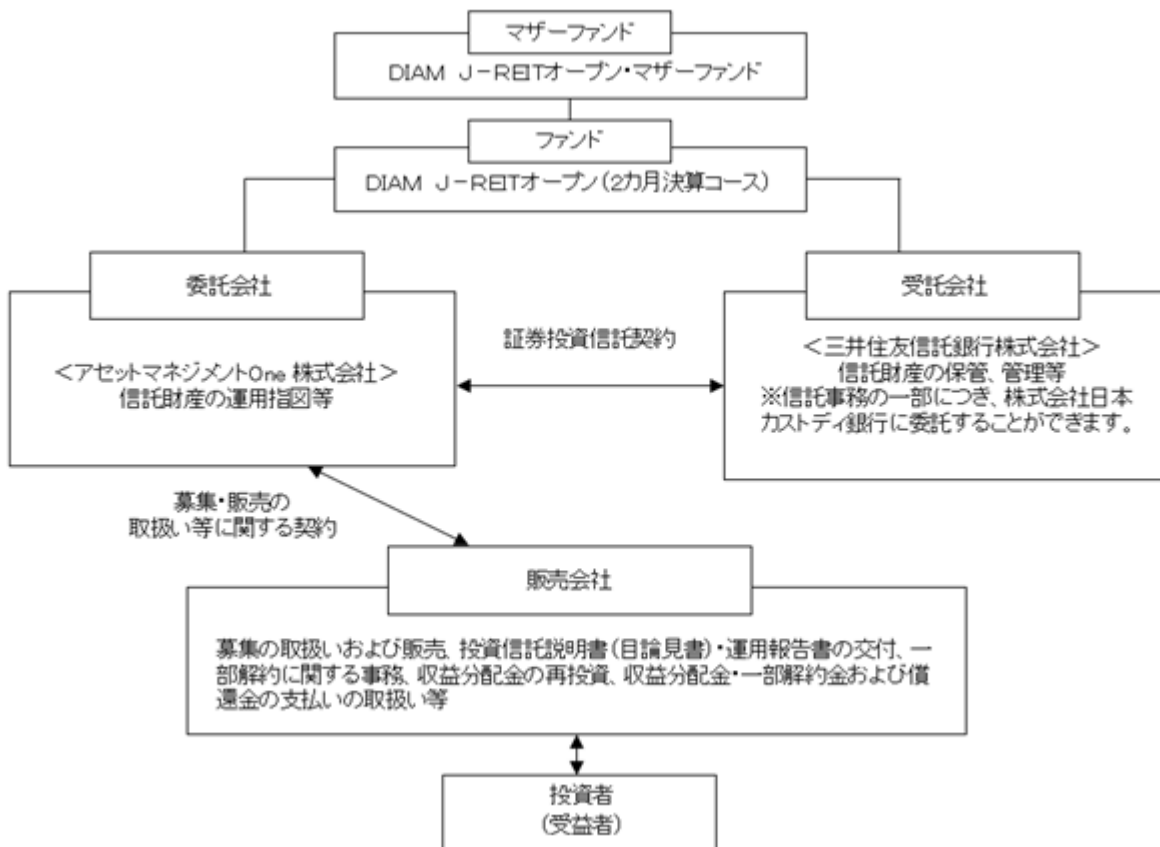 マザーファンド
DIAM J－REITオープン・マザーファンド
ファンド
DIAM J－REITオープン(2カ月決算コース)
委託会社
＜アセットマネジメントOne 株式会社＞
信託財産の運用指図等
証券投資信託契約
受託会社
＜三井住友信託銀行株式会社＞
信託財産の保管、管理等
※信託事務の一部につき、株式会社日本
カストディ銀行に委託することができます。
募集・販売の
取扱い等に関する契約
販売会社
募集の取扱いおよび販売、投資信託説明書(目論見書)・運用報告書の交付、一
部解約に関する事務、収益分配金の再投資、収益分配金・一部解約金および償
還金の支払いの取扱い等
投資者
(受益者)